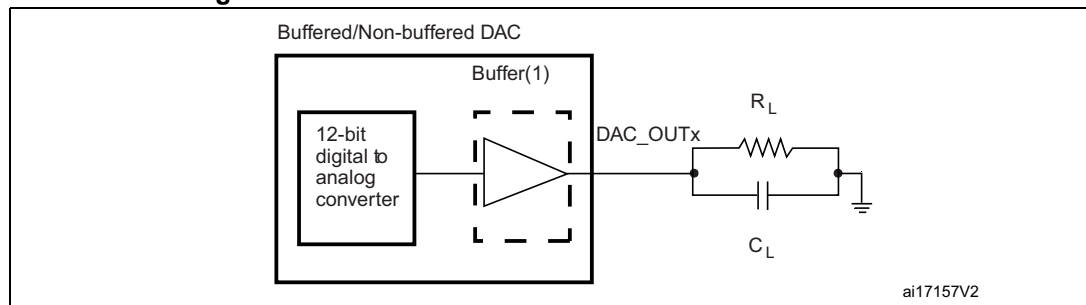 Buffered/Non-buffered DAC
Buffer(1)
12-bit
digital to
analog
converter
DAC_OUTx
R L
C L
ai17157V2